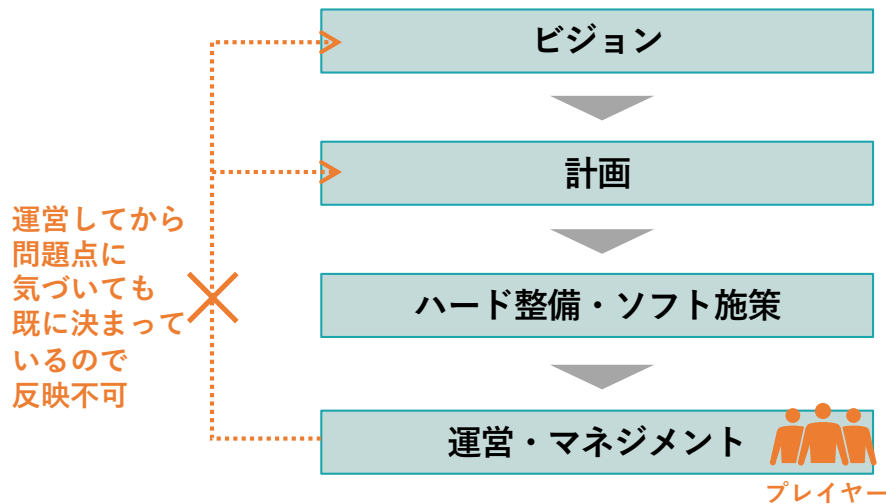 ビジョン
計画
運営してから
問題点に
気づいても
既に決まって
いるので
反映不可
ハード整備・ソフト施策
運営・マネジメント
プレイヤー